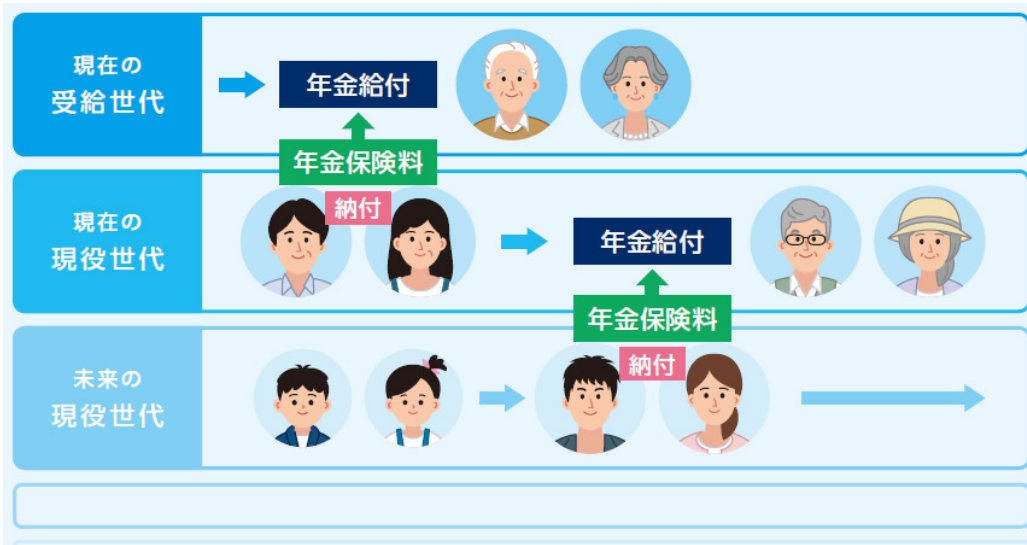 現在の
受給世代
年金給付
年金保険料
納付
現在の
現役世代
年金給付
年金保険料
納付
未来の
現役世代